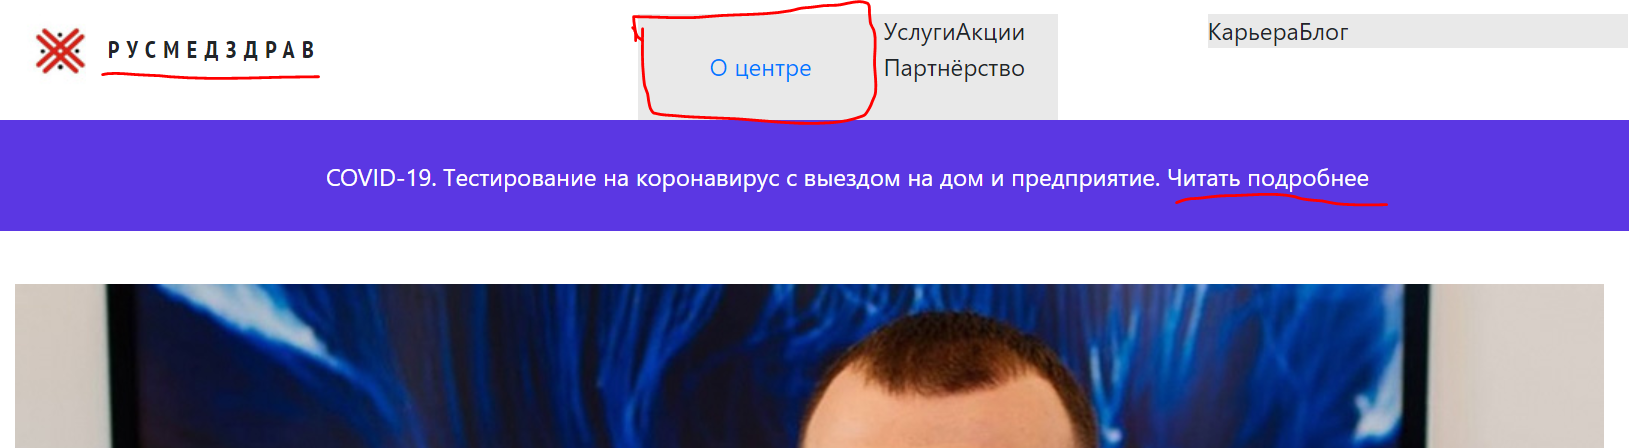 РУСМЕДЗДРАВ
О центре
УслугиАкции
Партнёрство
КарьераБлог
COVID-19. Тестирование на коронавирус с выездом на дом и предприятие. Читать подробнее